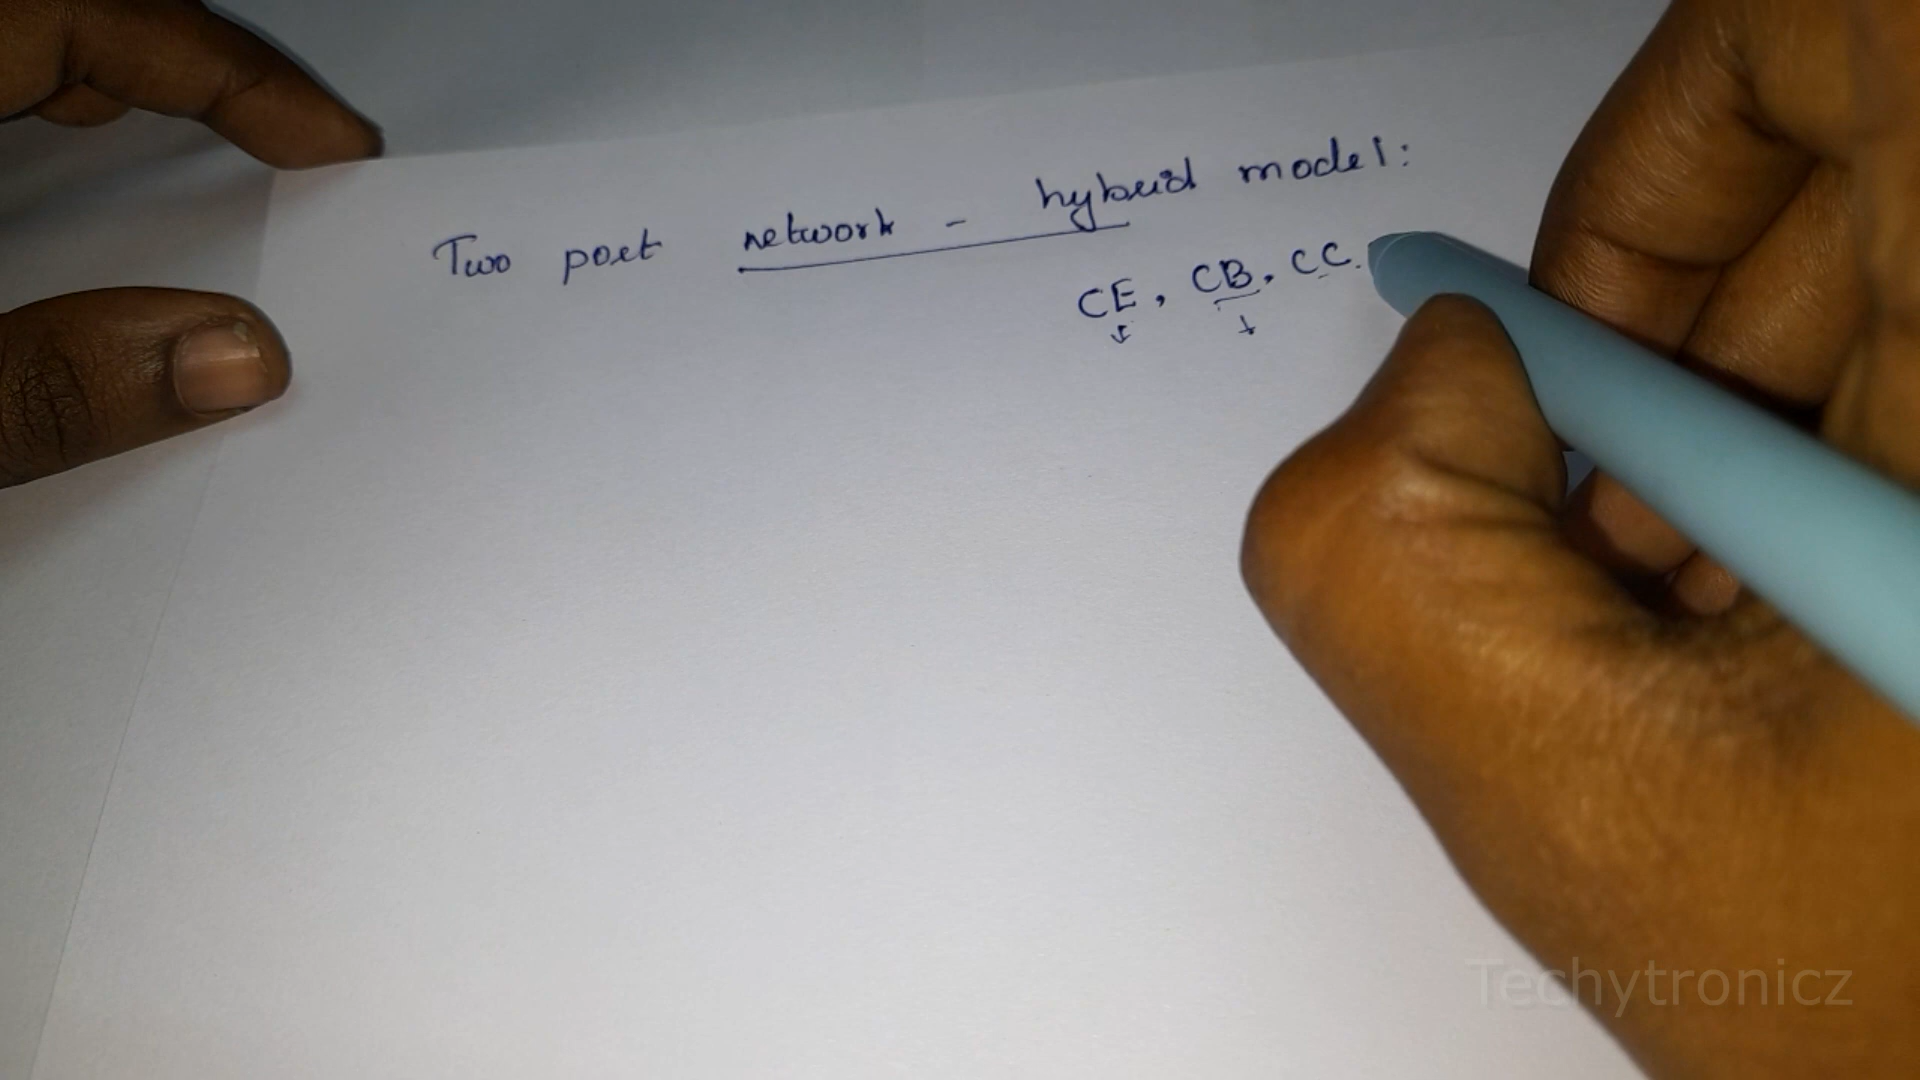 Two port network - hybrid model:
CE, CB, CC.
Techytronicz